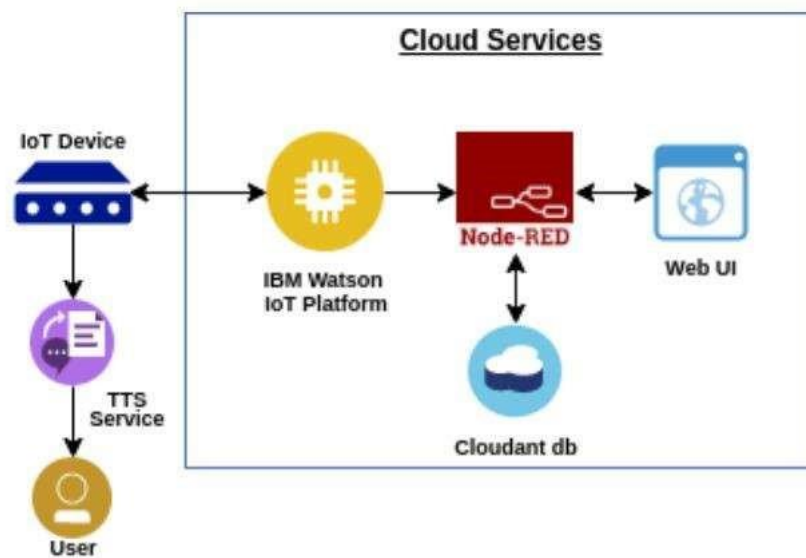 Cloud Services
IoT Device
Node-RED
IBM Watson
IoT Platform
Web UI
TTS
Service
Cloudant db
User